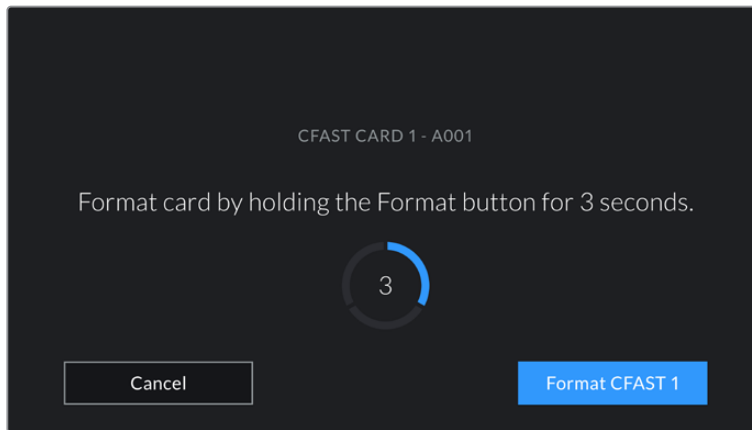 CFAST CARD 1 - A001
Format card by holding the Format button for 3 seconds.
3
Cancel
Format CFAST 1